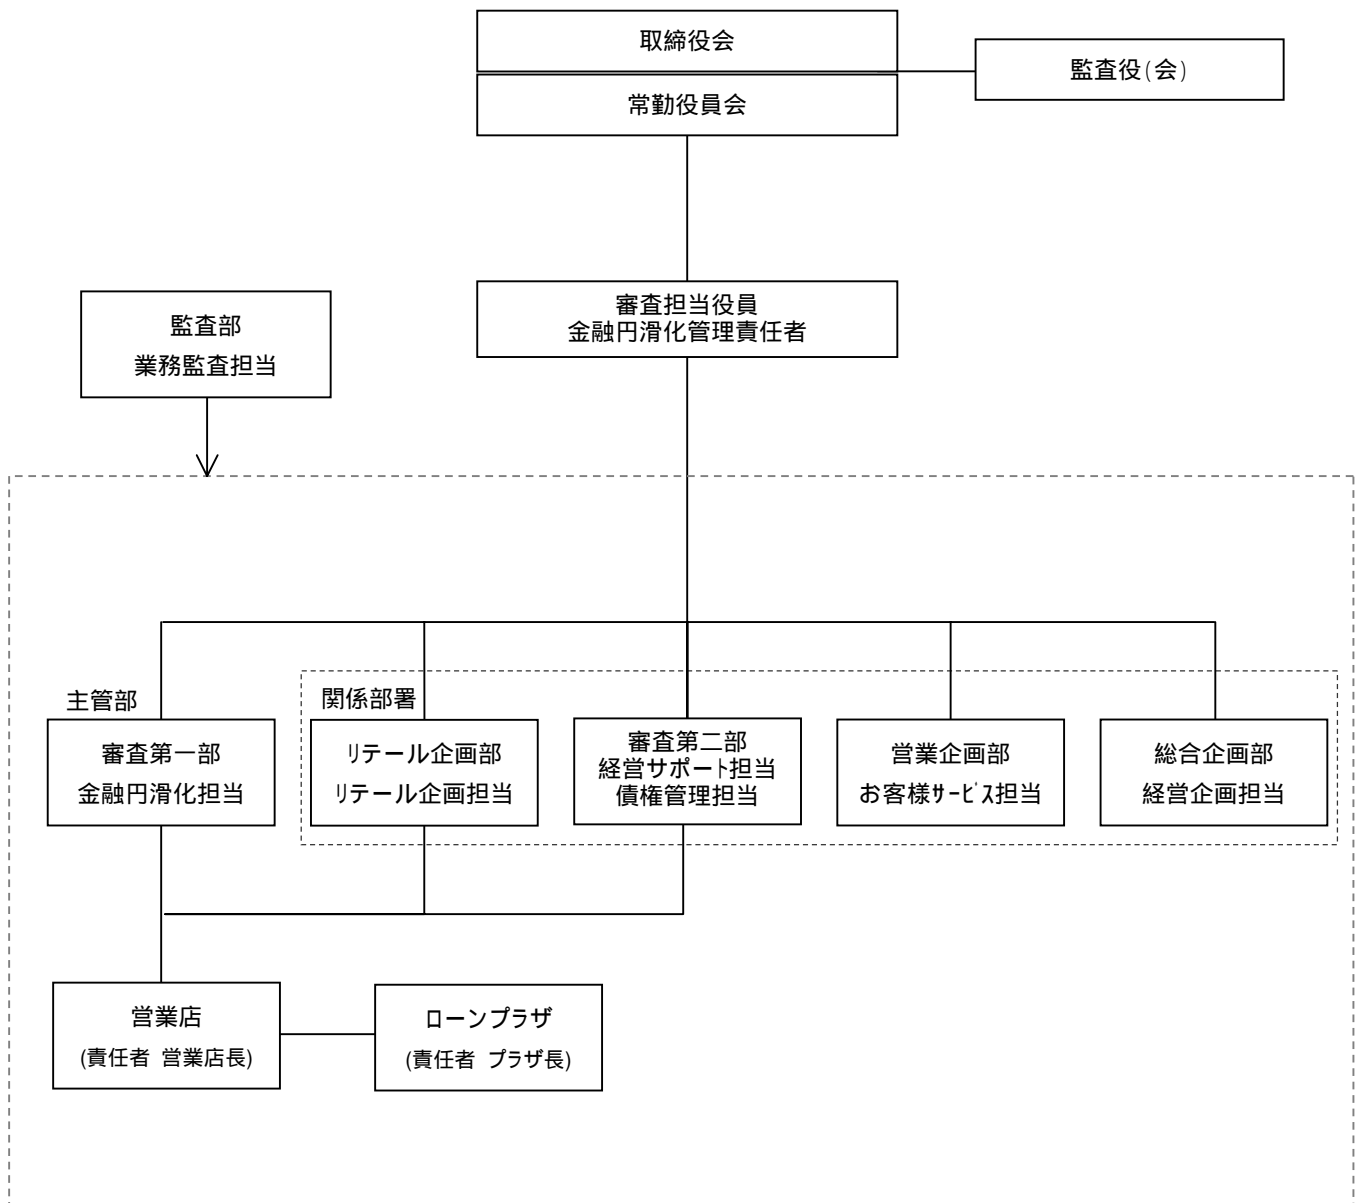 取締役会
監査役(会)
常勤役員会
審査担当役員
金融円滑化管理責任者
監査部
業務監査担当
主管部
関係部署
審査第一部
金融円滑化担当
リテール企画部
リテール企画担当
審査第二部
経営サポート担当
債権管理担当
営業企画部
お客様サービス担当
総合企画部
経営企画担当
営業店
(責任者 営業店長)
ローンプラザ
(責任者 プラザ長)